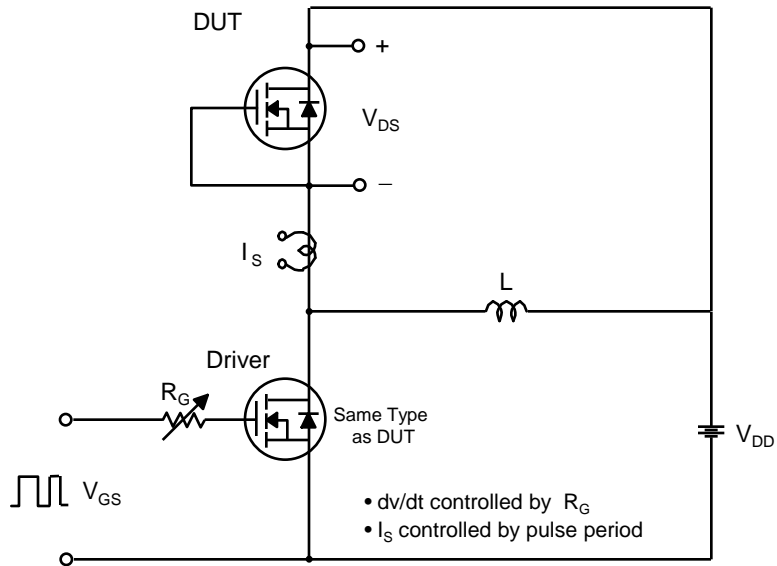 DUT
+
V_DS
−
I_S
L
Driver
R_G
Same Type
as DUT
V_DD
V_GS
• dv/dt controlled by R_G
• I_S controlled by pulse period